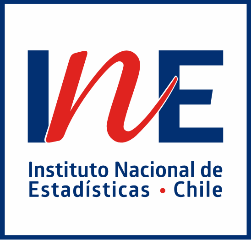 INE
Instituto Nacional de
Estadísticas • Chile